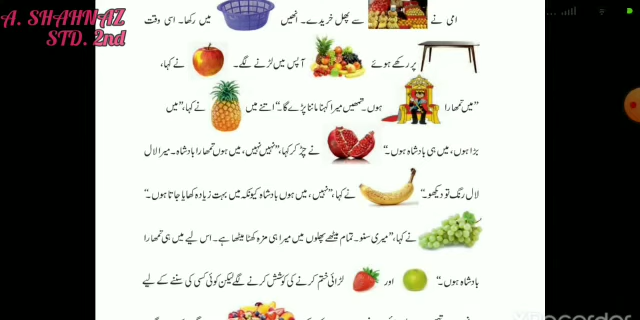 A. SHAHNAZ
STD. 2nd
امی نے سے پھل خریدے۔ انھیں میں رکھا۔ اسی وقت
پر رکھے ہوئے آپس میں لڑنے لگے۔ نے کہا،
"میں تمھارا ہوں۔ تمھیں میرا کہنا ماننا پڑے گا۔" اتنے میں نے کہا، "میں
بڑا ہوں، میں ہی بادشاہ ہوں۔" نے چڑ کر کہا، "نہیں نہیں، میں ہوں تمھارا بادشاہ۔ میرا لال
لال رنگ تو دیکھو۔" نے کہا، "نہیں، میں ہوں بادشاہ کیونکہ میں بہت زیادہ کھایا جاتا ہوں۔"
نے کہا، "میری سنو۔ تمام میٹھے پھلوں میں میرا ہی مزہ کھٹا میٹھا ہے۔ اس لیے میں ہی تمھارا
بادشاہ ہوں۔" اور لڑائی ختم کرنے کی کوشش کرنے لگے لیکن کوئی کسی کی سننے کے لیے